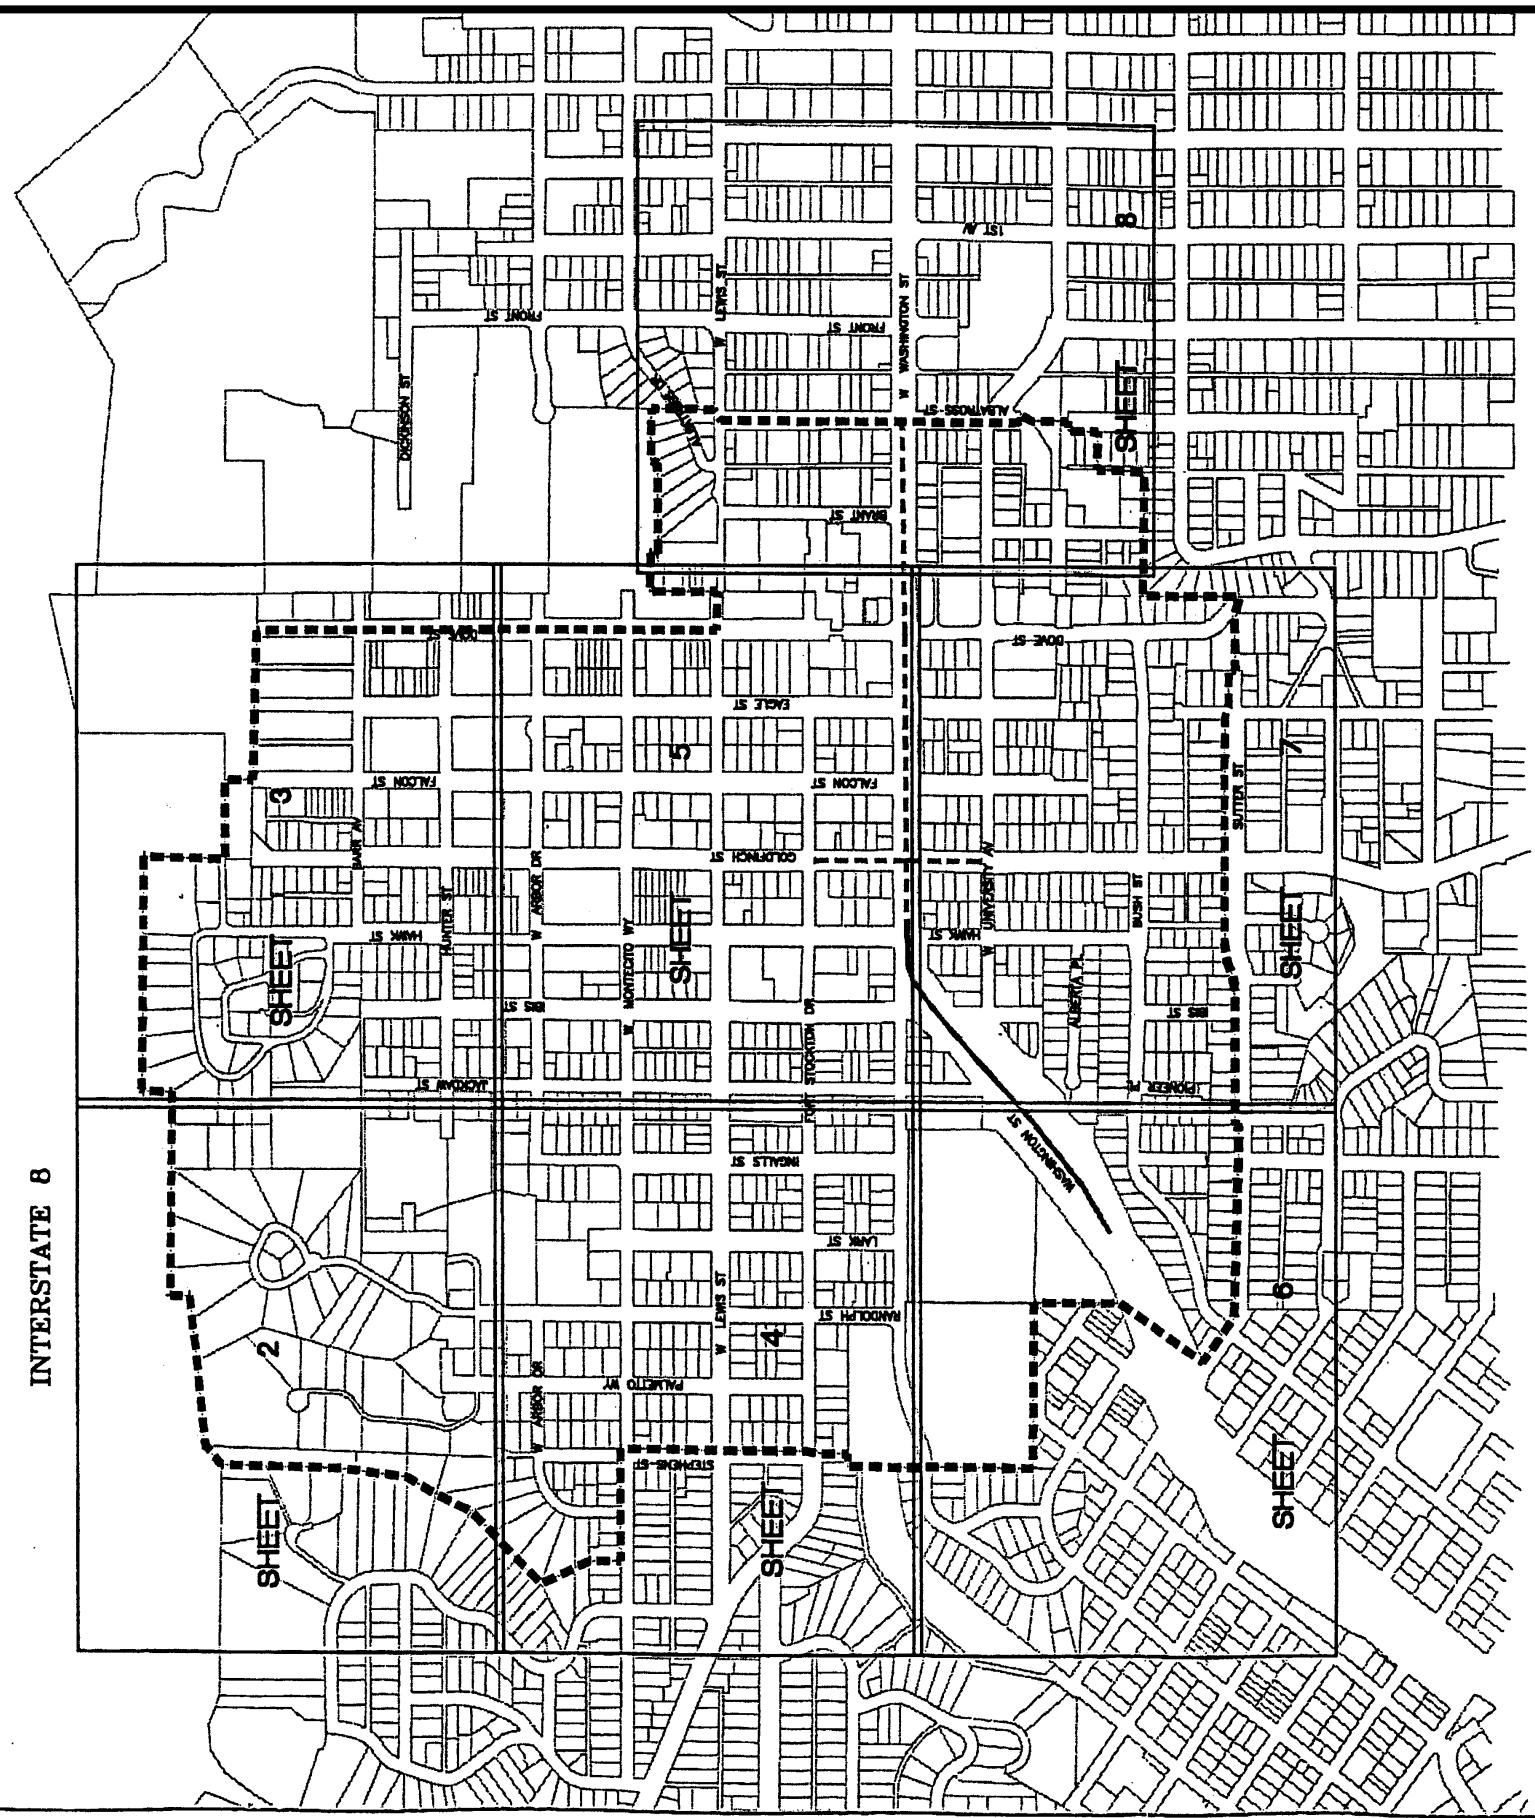 INTERSTATE 8
SHEET 2
SHEET 3
SHEET 4
SHEET 5
SHEET 6
SHEET 7
SHEET 8
DICKINSON ST
FRONT ST
W LEWIS ST
FRONT ST
W WASHINGTON ST
1ST AV
ALBATROSS ST
BRANT ST
DOVE ST
DOVE ST
EAGLE ST
FALCON ST
FALCON ST
BARR AV
GOLDFINCH ST
W ARBOR DR
HUNTER ST
HAWK ST
W MONTECITO WY
HAWK ST
W UNIVERSITY AV
BUSH ST
SUTTER ST
IBIS ST
FORT STOCKTON DR
ALBERTA PL
IBIS ST
JACKDAW ST
PIONEER PL
WASHINGTON ST
INGALLS ST
LARK ST
W LEWIS ST
RANDOLPH ST
PALMETTO WY
W ARBOR DR
STEPHENS ST